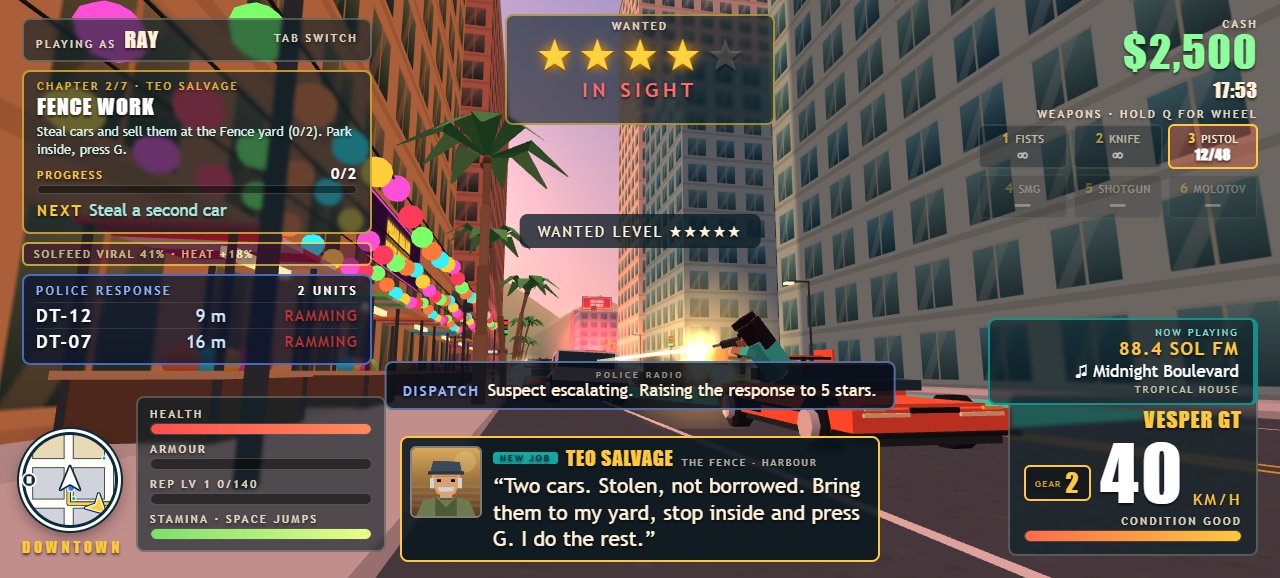 PLAYING AS RAY
TAB SWITCH
CHAPTER 2/7 · TEO SALVAGE
FENCE WORK
Steal cars and sell them at the Fence yard (0/2). Park
inside, press G.
PROGRESS 0/2
NEXT Steal a second car
SOLFEED VIRAL 41% · HEAT +18%
POLICE RESPONSE 2 UNITS
DT-12 9 m RAMMING
DT-07 16 m RAMMING
WANTED
★★★★★
IN SIGHT
WANTED LEVEL ★★★★★
CASH
$2,500
17:53
WEAPONS · HOLD Q FOR WHEEL
1 FISTS
∞
2 KNIFE
∞
3 PISTOL
12/48
4 SMG
—
5 SHOTGUN
—
6 MOLOTOV
—
POLICE RADIO
DISPATCH Suspect escalating. Raising the response to 5 stars.
NOW PLAYING
88.4 SOL FM
♫ Midnight Boulevard
TROPICAL HOUSE
HEALTH
ARMOUR
REP LV 1 0/140
STAMINA · SPACE JUMPS
DOWNTOWN
NEW JOB TEO SALVAGE THE FENCE · HARBOUR
“Two cars. Stolen, not borrowed. Bring
them to my yard, stop inside and press
G. I do the rest.”
VESPER GT
GEAR 2
40 KM/H
CONDITION GOOD